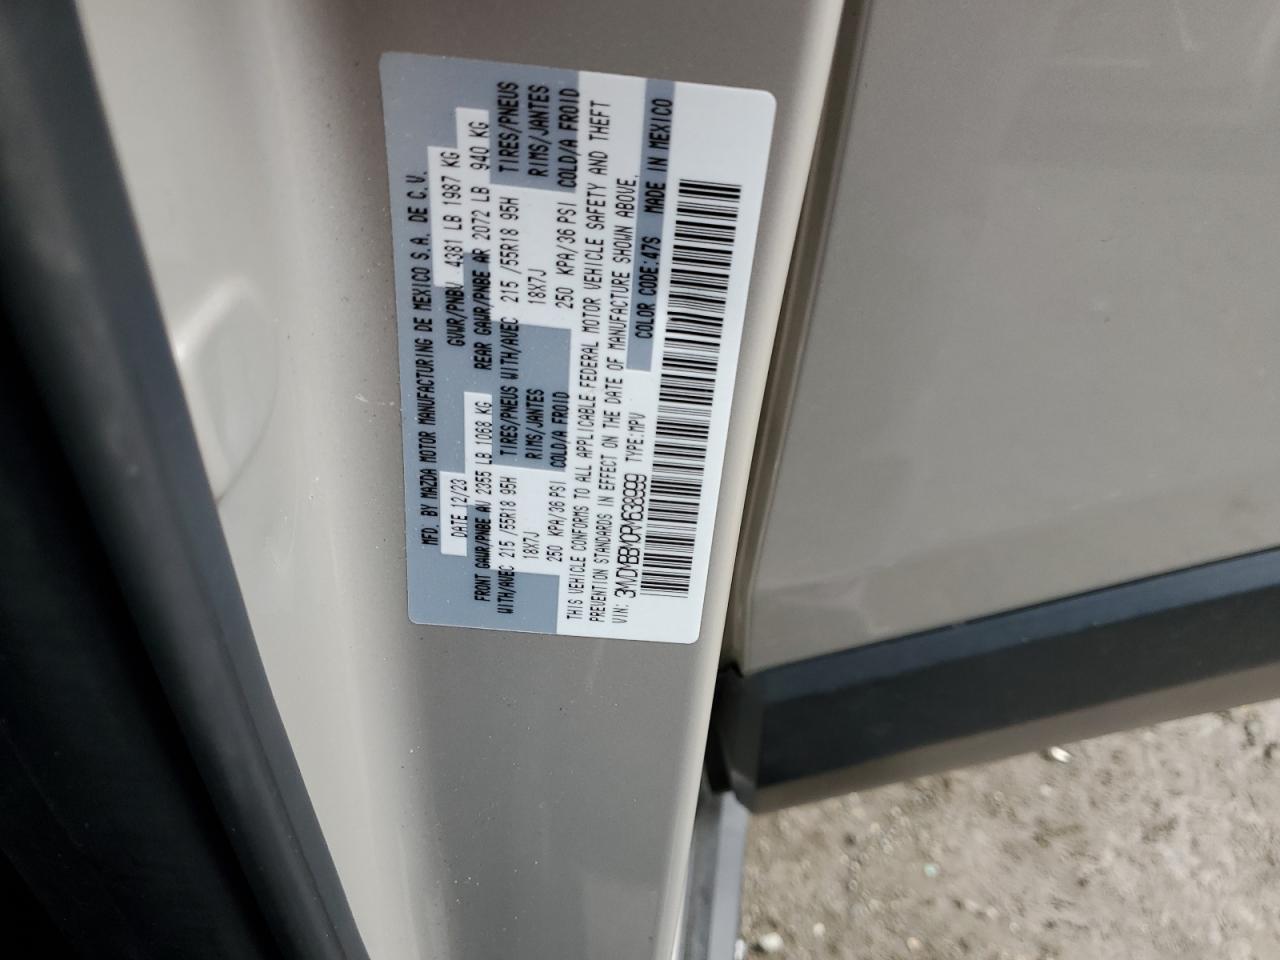 MFD. BY MAZDA MOTOR MANUFACTURING DE MEXICO S.A. DE C.V.
DATE 12/23 GVWR/PNBV 4381 LB 1987 KG
FRONT GAWR/PNBE AV 2355 LB 1068 KG REAR GAWR/PNBE AR 2072 LB 940 KG
WITH/AVEC 215 /55R18 95H TIRES/PNEUS WITH/AVEC 215 /55R18 95H TIRES/PNEUS
18X7J RIMS/JANTES 18X7J RIMS/JANTES
250 KPA/36 PSI COLD/A FROID 250 KPA/36 PSI COLD/A FROID
THIS VEHICLE CONFORMS TO ALL APPLICABLE FEDERAL MOTOR VEHICLE SAFETY AND THEFT
PREVENTION STANDARDS IN EFFECT ON THE DATE OF MANUFACTURE SHOWN ABOVE.
VIN: 3MVDMBBM0RM638999 TYPE:MPV COLOR CODE:47S MADE IN MEXICO